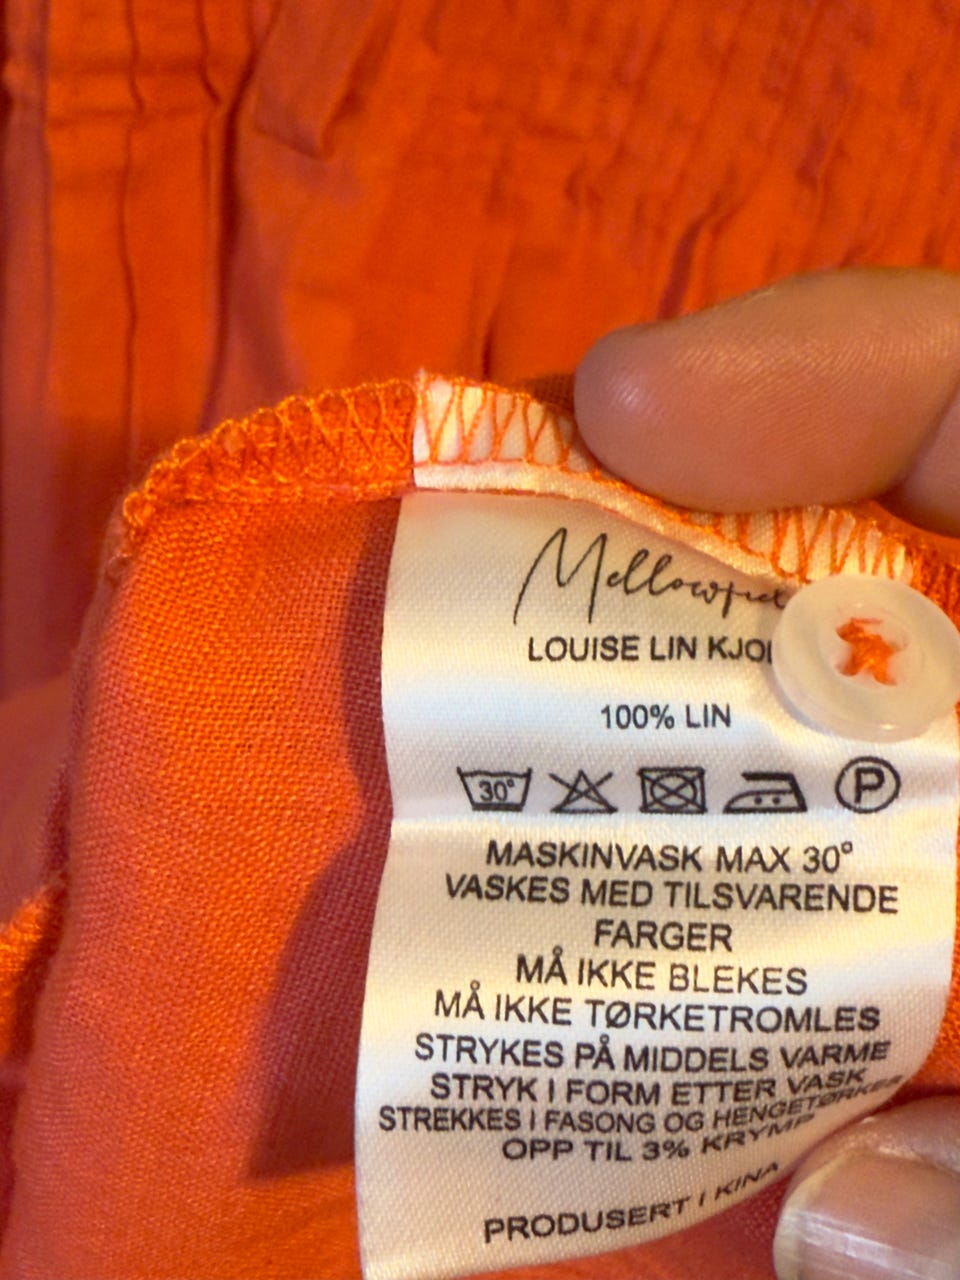 LOUISE LIN
100% LIN
30°
P
MASKINVASK MAX 30°
VASKES MED TILSVARENDE
FARGER
MÅ IKKE BLEKES
MÅ IKKE TØRKETROMLES
STRYKES PÅ MIDDELS VARME
STRYK I FORM ETTER VASK
STREKKES I FASONG OG HENGETØRKES
OPP TIL 3% KRYMP
PRODUSERT I KINA